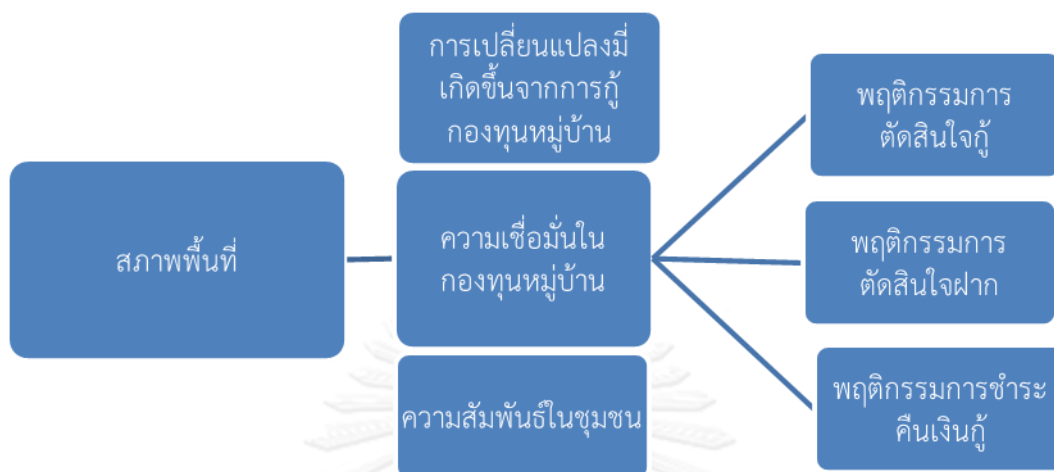 การเปลี่ยนแปลงมี่
เกิดขึ้นจากการกู้
กองทุนหมู่บ้าน
สภาพพื้นที่
ความเชื่อมั่นใน
กองทุนหมู่บ้าน
ความสัมพันธ์ในชุมชน
พฤติกรรมการ
ตัดสินใจกู้
พฤติกรรมการ
ตัดสินใจฝาก
พฤติกรรมการชำระ
คืนเงินกู้